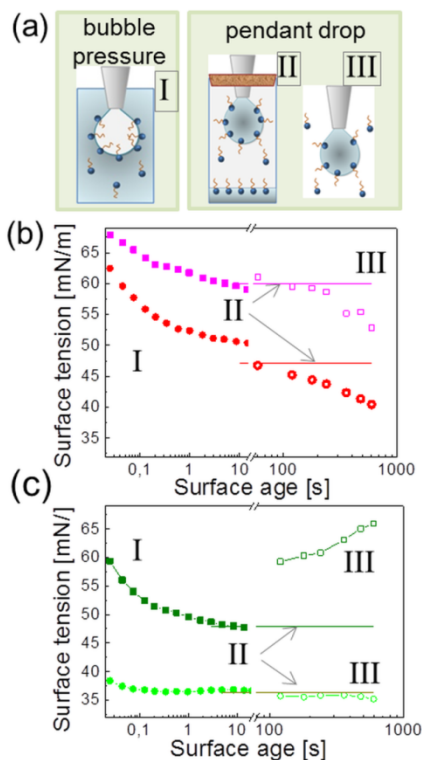 (a)
bubble
pressure
I
pendant drop
II
III
(b)
Surface tension [mN/m]
65
60
55
50
45
40
35
I
II
III
0,1
1
10
100
1000
Surface age [s]
(c)
Surface tension [mN/]
65
60
55
50
45
40
35
I
II
III
III
0,1
1
10
100
1000
Surface age [s]